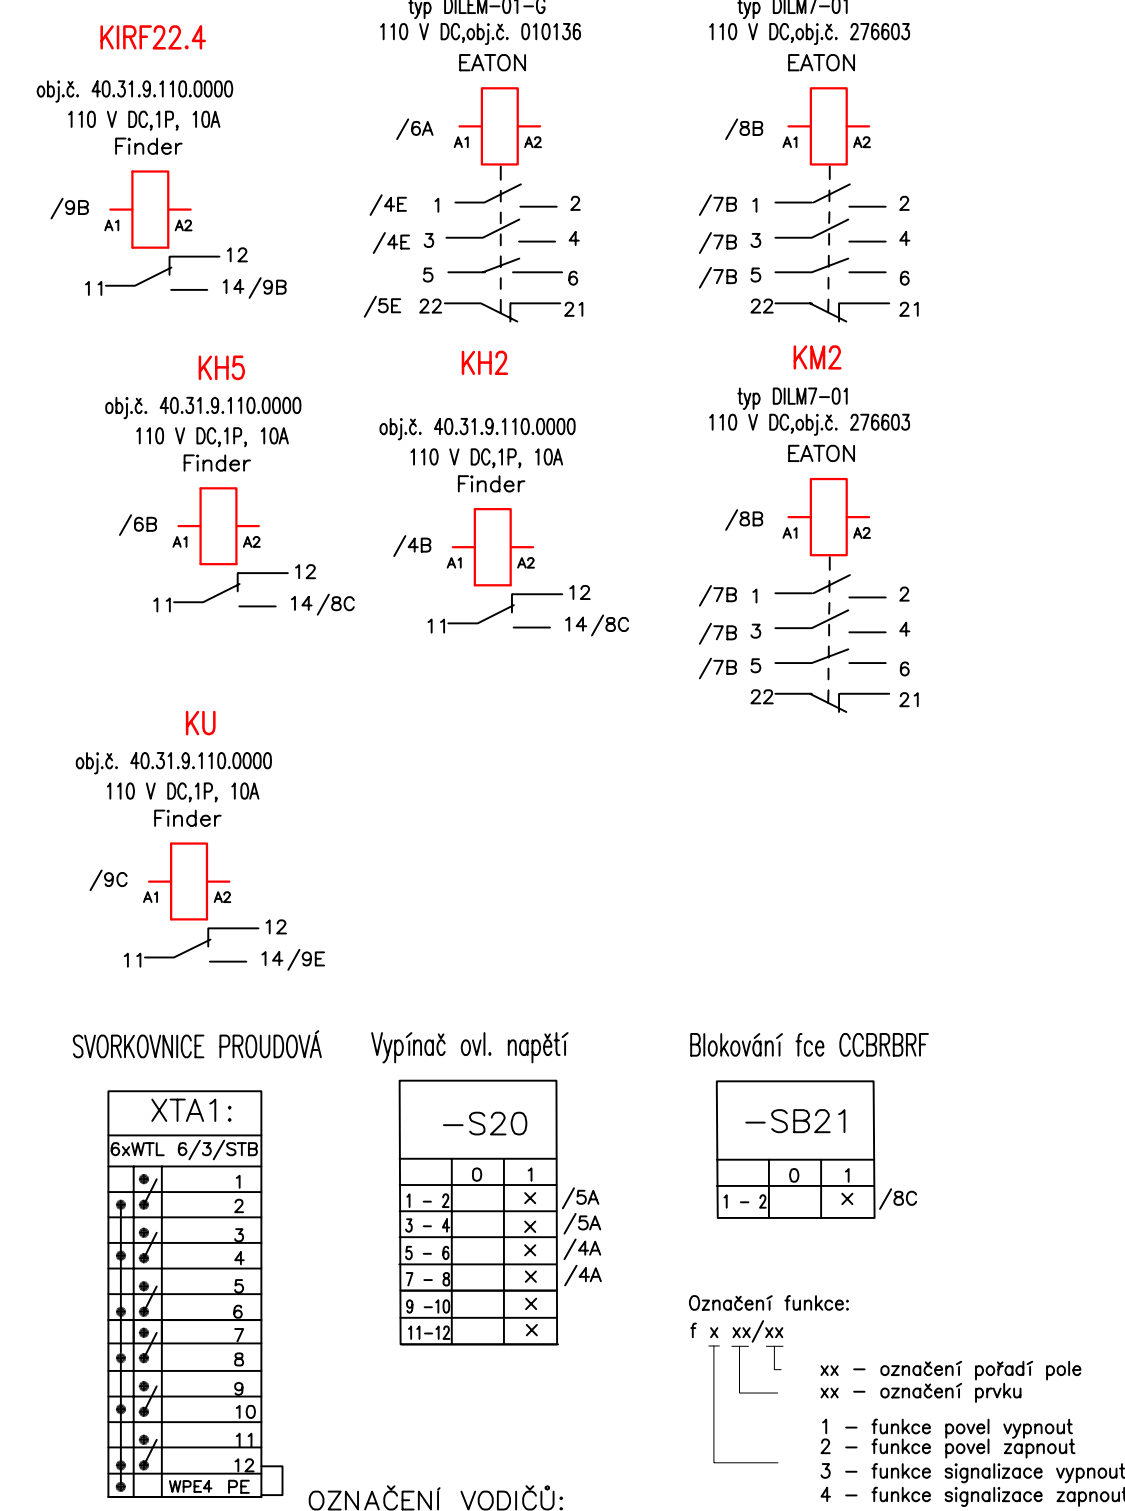 typ DILEM-01-G
110 V DC,obj.č. 010136
EATON
/6A
A1
A2
/4E 1
2
/4E 3
4
5
6
/5E 22
21
typ DILM7-01
110 V DC,obj.č. 276603
EATON
/8B
A1
A2
/7B 1
2
/7B 3
4
/7B 5
6
22
21
KIRF22.4
obj.č. 40.31.9.110.0000
110 V DC,1P, 10A
Finder
/9B
A1
A2
12
11
14/9B
KH5
obj.č. 40.31.9.110.0000
110 V DC,1P, 10A
Finder
/6B
A1
A2
12
11
14/8C
KH2
obj.č. 40.31.9.110.0000
110 V DC,1P, 10A
Finder
/4B
A1
A2
12
11
14/8C
KM2
typ DILM7-01
110 V DC,obj.č. 276603
EATON
/8B
A1
A2
/7B 1
2
/7B 3
4
/7B 5
6
22
21
KU
obj.č. 40.31.9.110.0000
110 V DC,1P, 10A
Finder
/9C
A1
A2
12
11
14/9E
SVORKOVNICE PROUDOVÁ
XTA1:
6xWTL 6/3/STB
1
2
3
4
5
6
7
8
9
10
11
12
WPE4 PE
Vypínač ovl. napětí
-S20
0 1
1 - 2 × /5A
3 - 4 × /5A
5 - 6 × /4A
7 - 8 × /4A
9 -10 ×
11-12 ×
Blokování fce CCBRBRF
-SB21
0 1
1 - 2 × /8C
Označení funkce:
f x xx/xx
xx - označení pořadí pole
xx - označení prvku
1 - funkce povel vypnout
2 - funkce povel zapnout
3 - funkce signalizace vypnout
4 - funkce signalizace zapnout
OZNAČENÍ VODIČŮ: